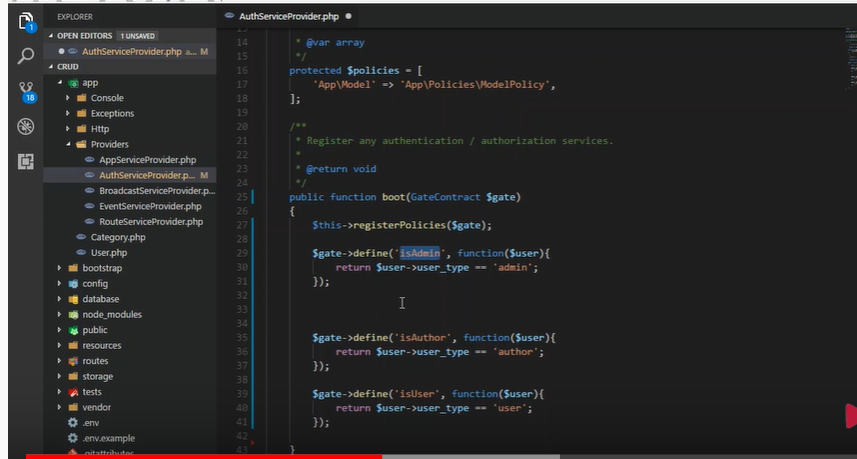 EXPLORER
OPEN EDITORS 1 UNSAVED
AuthServiceProvider.php a... M
CRUD
app
Console
Exceptions
Http
Providers
AppServiceProvider.php
AuthServiceProvider.p... M
BroadcastServiceProvider.p...
EventServiceProvider.php
RouteServiceProvider.php
Category.php
User.php
bootstrap
config
database
node_modules
public
resources
routes
storage
tests
vendor
.env
.env.example
.gitattributes
1
18
AuthServiceProvider.php
13
14 * @var array
15 */
16 protected $policies = [
17 'App\Model' => 'App\Policies\ModelPolicy',
18 ];
19
20 /**
21 * Register any authentication / authorization services.
22 *
23 * @return void
24 */
25 public function boot(GateContract $gate)
26 {
27 $this->registerPolicies($gate);
28
29 $gate->define('isAdmin', function($user){
30 return $user->user_type == 'admin';
31 });
32
33
34
35 $gate->define('isAuthor', function($user){
36 return $user->user_type == 'author';
37 });
38
39 $gate->define('isUser', function($user){
40 return $user->user_type == 'user';
41 });
42
43 }